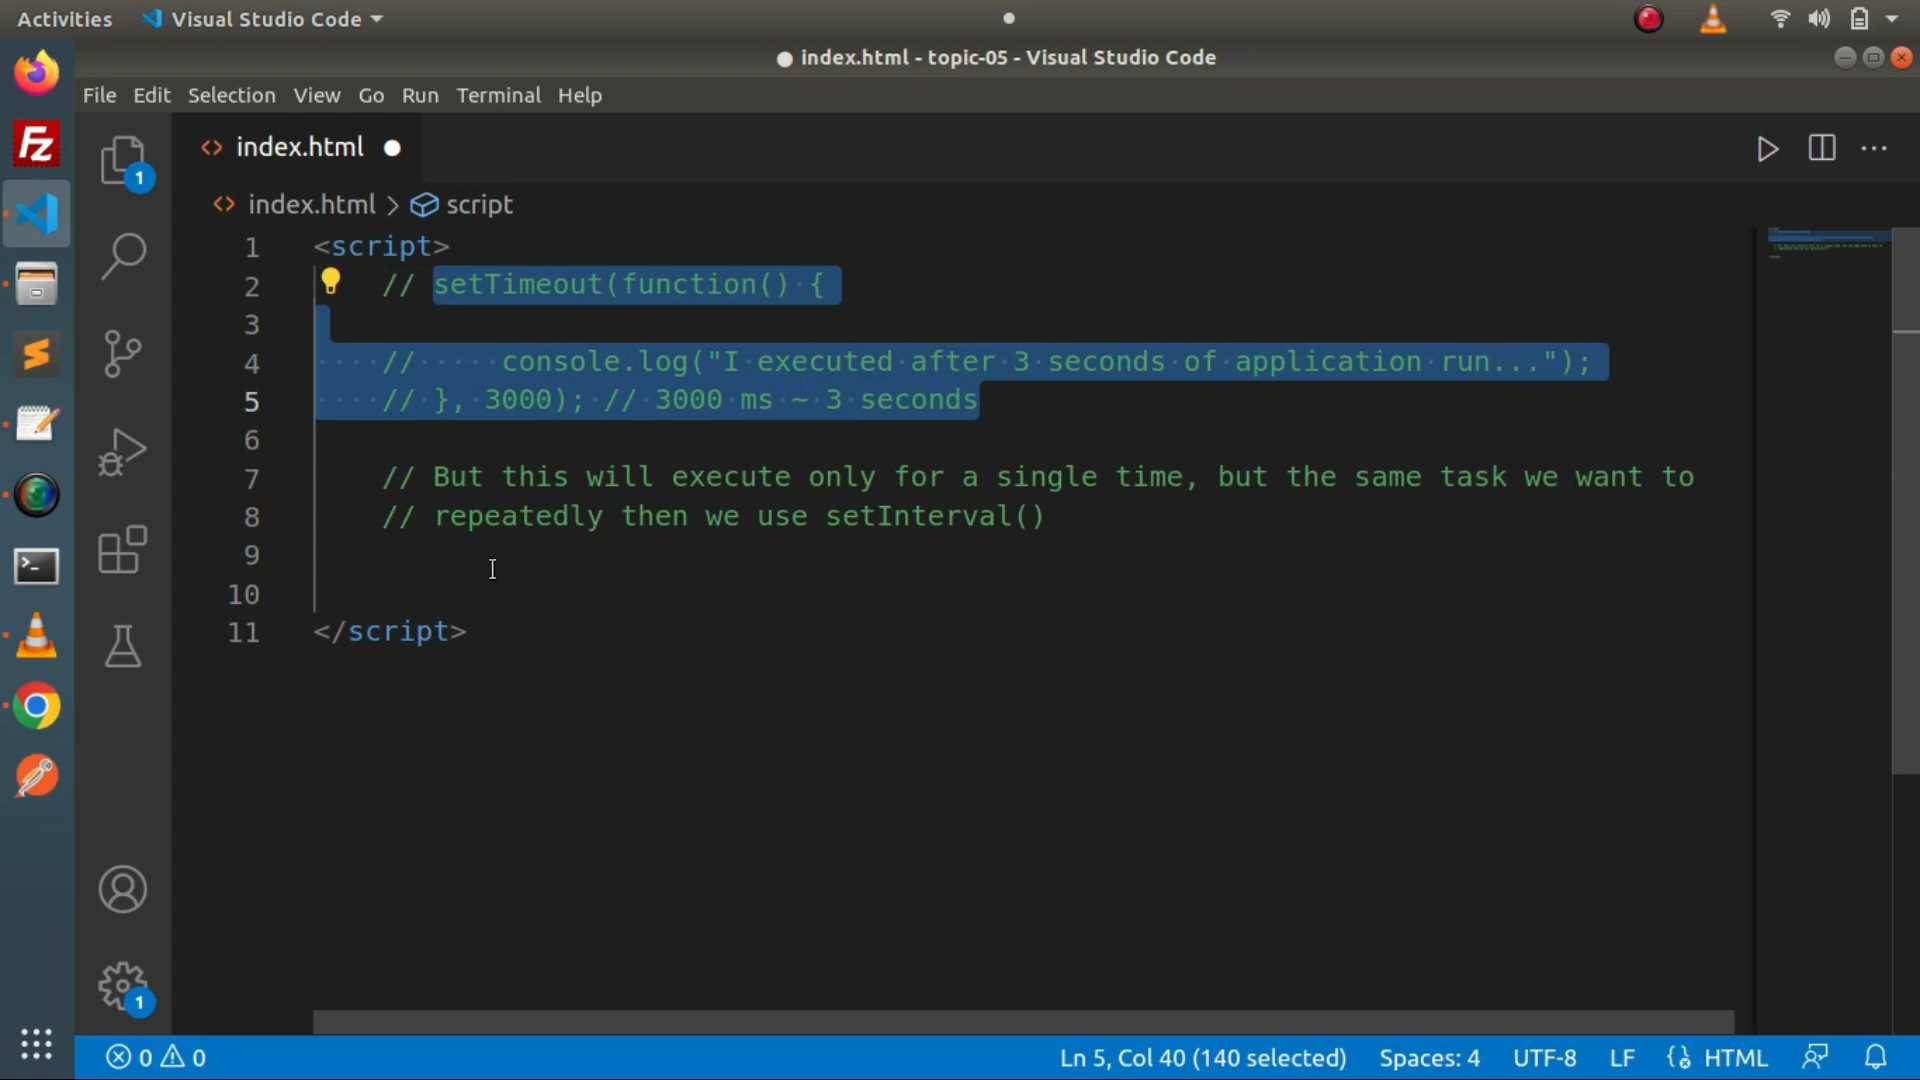 Activities
Visual Studio Code
index.html - topic-05 - Visual Studio Code
File Edit Selection View Go Run Terminal Help
Fz
1
<> index.html
<> index.html > script
1 <script>
2 // setTimeout(function() {
3
4 // console.log("I executed after 3 seconds of application run...");
5 // }, 3000); // 3000 ms ~ 3 seconds
6
7 // But this will execute only for a single time, but the same task we want to
8 // repeatedly then we use setInterval()
9
10
11 </script>
1
0 0
Ln 5, Col 40 (140 selected) Spaces: 4 UTF-8 LF HTML